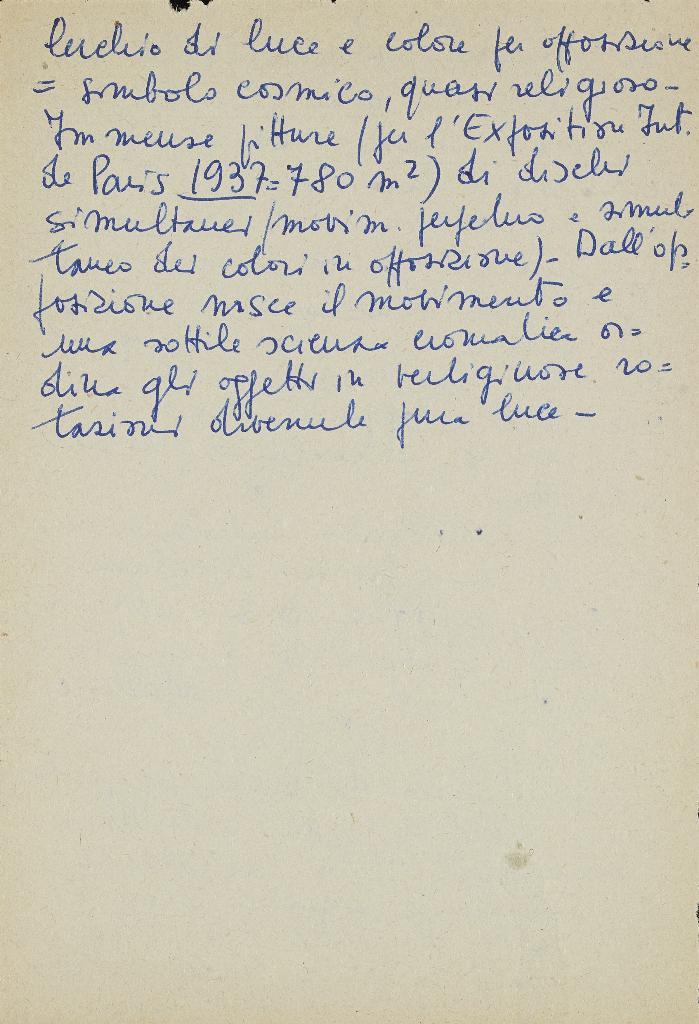 Cerchio di luce e colore per opposizione
= simbolo cosmico, quasi religioso -
Immense pitture (per l'Exposition Int.
de Paris 1937 = 780 m²) di dischi
simultanei (movim. perpetuo e simul-
taneo dei colori in opposizione) - Dall'op=
posizione nasce il movimento e
una sottile scienza cromatica or=
dina gli oggetti in vertiginose ro=
tazioni divenute pura luce -